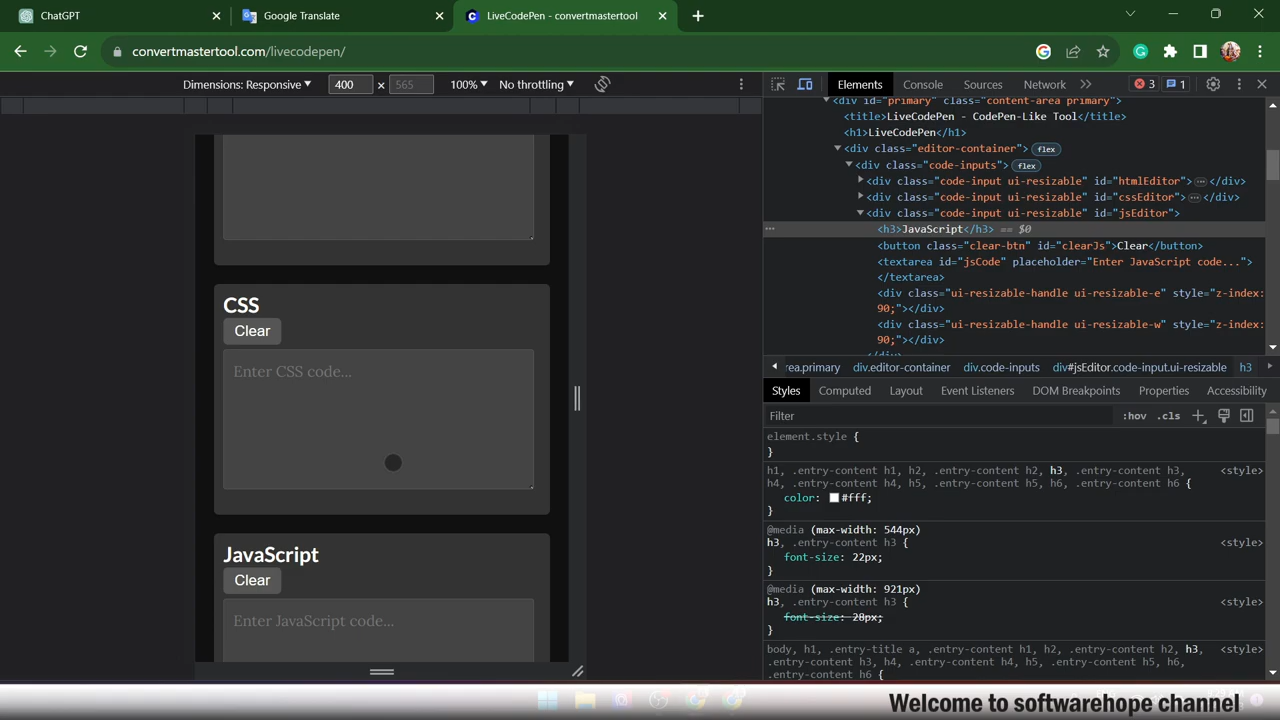 ChatGPT
Google Translate
LiveCodePen - convertmastertool
convertmastertool.com/livecodepen/
Dimensions: Responsive 400 × 565 100% No throttling
Elements Console Sources Network 3 1
<div id="primary" class="content-area primary">
<title>LiveCodePen - CodePen-Like Tool</title>
<h1>LiveCodePen</h1>
<div class="editor-container"> flex
<div class="code-inputs"> flex
<div class="code-input ui-resizable" id="htmlEditor"> … </div>
<div class="code-input ui-resizable" id="cssEditor"> … </div>
<div class="code-input ui-resizable" id="jsEditor">
… <h3>JavaScript</h3> == $0
<button class="clear-btn" id="clearJs">Clear</button>
<textarea id="jsCode" placeholder="Enter JavaScript code...">
</textarea>
<div class="ui-resizable-handle ui-resizable-e" style="z-index:
90;"></div>
<div class="ui-resizable-handle ui-resizable-w" style="z-index:
90;"></div>
</div>
area.primary div.editor-container div.code-inputs div#jsEditor.code-input.ui-resizable h3
Styles Computed Layout Event Listeners DOM Breakpoints Properties Accessibility
Filter :hov .cls
element.style {
}
h1, .entry-content h1, h2, .entry-content h2, h3, .entry-content h3, <style>
h4, .entry-content h4, h5, .entry-content h5, h6, .entry-content h6 {
color: #fff;
}
@media (max-width: 544px)
h3, .entry-content h3 { <style>
font-size: 22px;
}
@media (max-width: 921px)
h3, .entry-content h3 { <style>
font-size: 20px;
}
body, h1, .entry-title a, .entry-content h1, h2, .entry-content h2, h3, <style>
.entry-content h3, h4, .entry-content h4, h5, .entry-content h5, h6,
.entry-content h6 {
CSS
Clear
Enter CSS code...
JavaScript
Clear
Enter JavaScript code...
Welcome to softwarehope channel